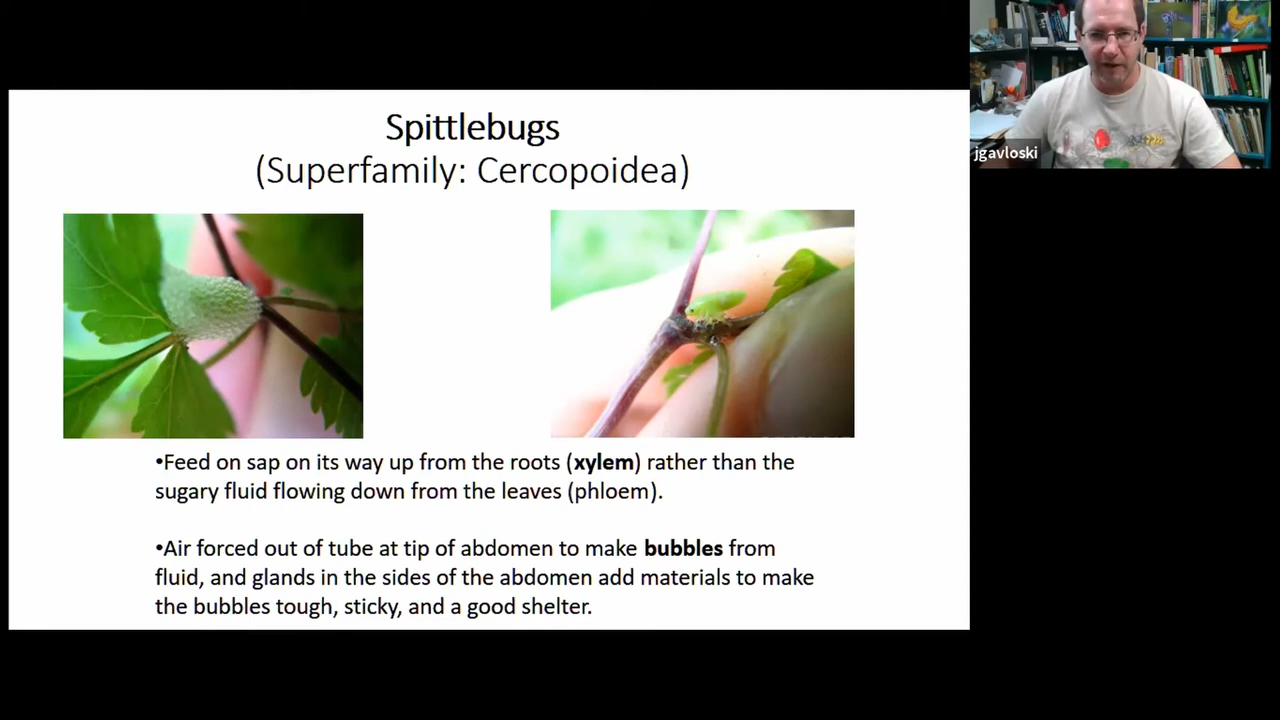 Spittlebugs
(Superfamily: Cercopoidea)
jgavloski
•Feed on sap on its way up from the roots (xylem) rather than the
sugary fluid flowing down from the leaves (phloem).
•Air forced out of tube at tip of abdomen to make bubbles from
fluid, and glands in the sides of the abdomen add materials to make
the bubbles tough, sticky, and a good shelter.